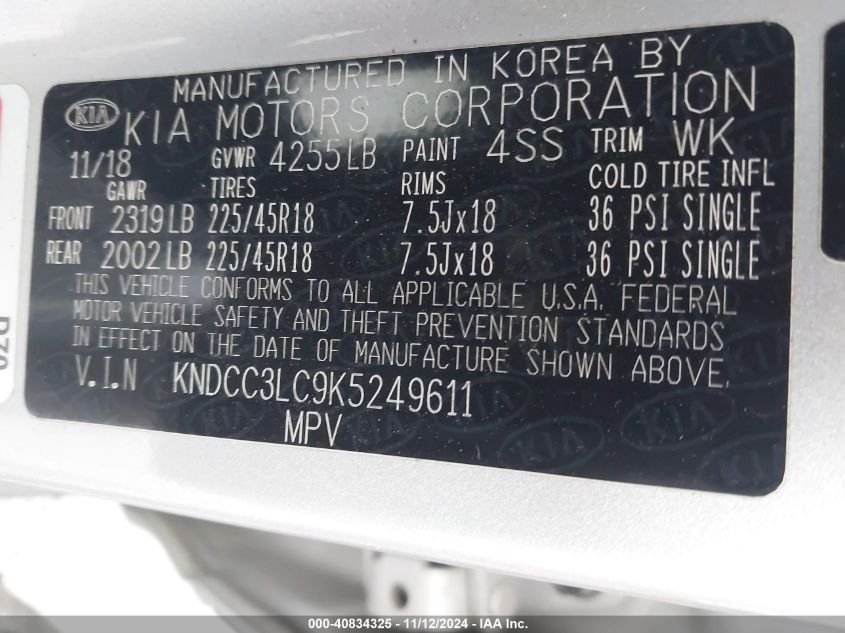 MANUFACTURED IN KOREA BY
KIA KIA MOTORS CORPORATION
11/18 GVWR 4255LB PAINT 4SS TRIM WK
GAWR TIRES RIMS COLD TIRE INFL
FRONT 2319LB 225/45R18 7.5Jx18 36 PSI SINGLE
REAR 2002LB 225/45R18 7.5Jx18 36 PSI SINGLE
THIS VEHICLE CONFORMS TO ALL APPLICABLE U.S.A. FEDERAL
MOTOR VEHICLE SAFETY AND THEFT PREVENTION STANDARDS
IN EFFECT ON THE DATE OF MANUFACTURE SHOWN ABOVE.
V.I.N KNDCC3LC9K5249611
MPV
000-40834325 - 11/12/2024 - IAA Inc.